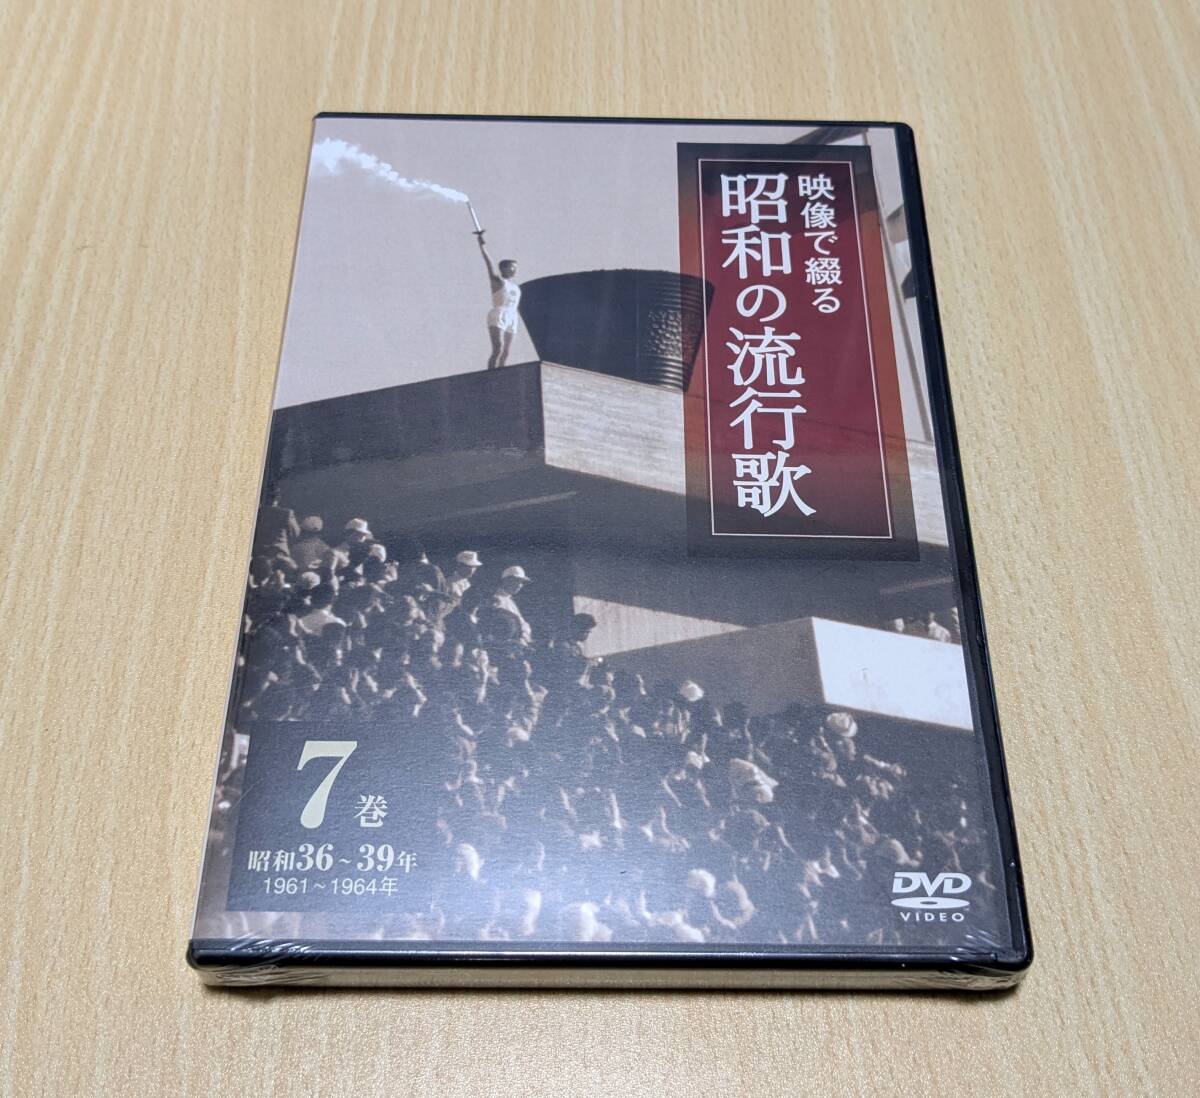 映像で綴る
昭和の流行歌
7巻
昭和36～39年
1961～1964年
DVD
VIDEO